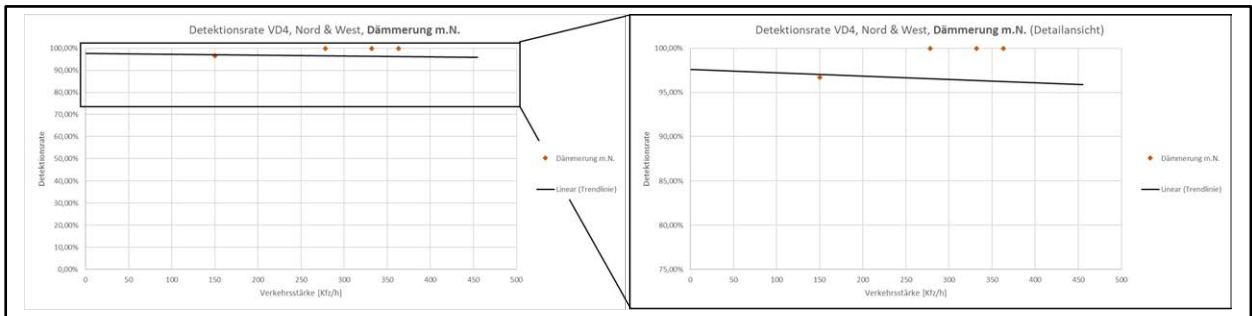 Detektionsrate VD4, Nord & West, Dämmerung m.N.
100,00%
90,00%
80,00%
70,00%
60,00%
50,00%
40,00%
30,00%
20,00%
10,00%
0,00%
Detektionsrate
0 50 100 150 200 250 300 350 400 450 500
Verkehrsstärke [Kfz/h]
Dämmerung m.N.
Linear (Trendlinie)
Detektionsrate VD4, Nord & West, Dämmerung m.N. (Detailansicht)
100,00%
95,00%
90,00%
85,00%
80,00%
75,00%
Detektionsrate
0 50 100 150 200 250 300 350 400 450 500
Verkehrsstärke [Kfz/h]
Dämmerung m.N.
Linear (Trendlinie)